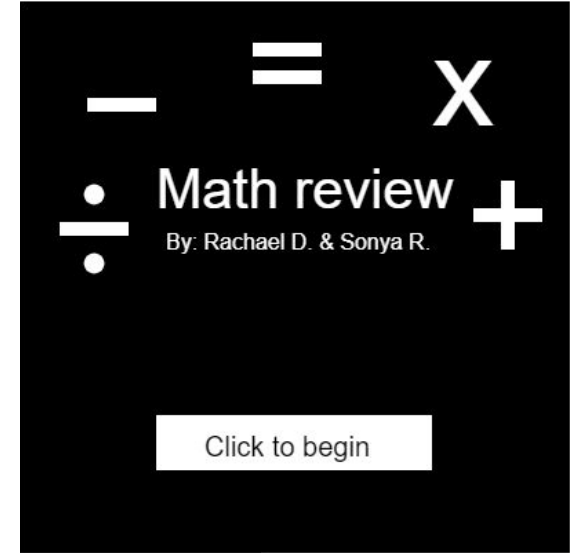 − = x
÷ Math review +
By: Rachael D. & Sonya R.
Click to begin